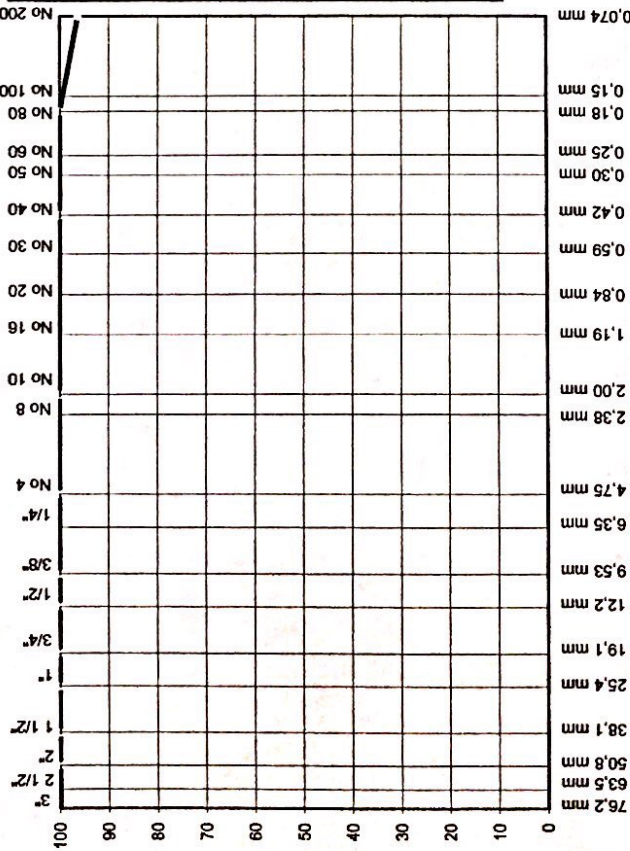 0 10 20 30 40 50 60 70 80 90 100
76,2 mm 3"
63,5 mm 2 1/2"
50,8 mm 2"
38,1 mm 1 1/2"
25,4 mm 1"
19,1 mm 3/4"
12,2 mm 1/2"
9,53 mm 3/8"
6,35 mm 1/4"
4,75 mm No 4
2,38 mm No 8
2,00 mm No 10
1,19 mm No 16
0,84 mm No 20
0,59 mm No 30
0,42 mm No 40
0,30 mm No 50
0,25 mm No 60
0,18 mm No 80
0,15 mm No 100
0,074 mm No 200